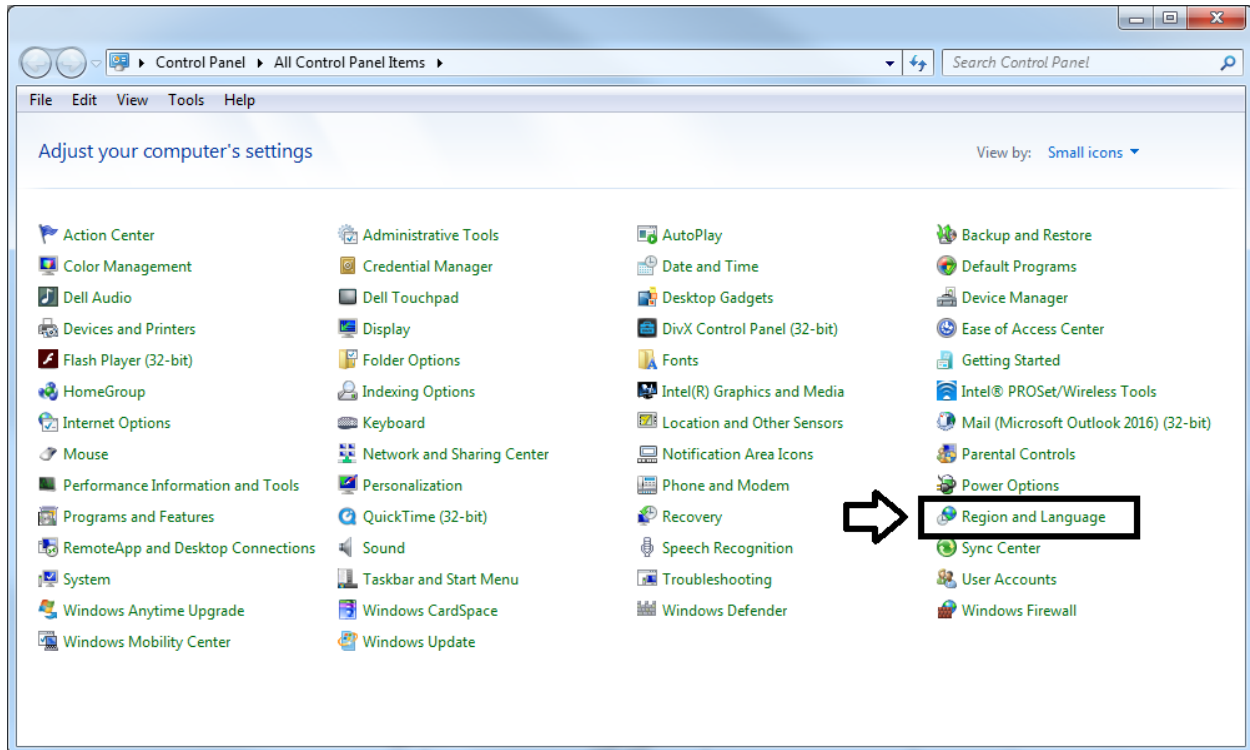 Control Panel All Control Panel Items Search Control Panel
File Edit View Tools Help
Adjust your computer's settings View by: Small icons
Action Center Administrative Tools AutoPlay Backup and Restore
Color Management Credential Manager Date and Time Default Programs
Dell Audio Dell Touchpad Desktop Gadgets Device Manager
Devices and Printers Display DivX Control Panel (32-bit) Ease of Access Center
Flash Player (32-bit) Folder Options Fonts Getting Started
HomeGroup Indexing Options Intel(R) Graphics and Media Intel® PROSet/Wireless Tools
Internet Options Keyboard Location and Other Sensors Mail (Microsoft Outlook 2016) (32-bit)
Mouse Network and Sharing Center Notification Area Icons Parental Controls
Performance Information and Tools Personalization Phone and Modem Power Options
Programs and Features QuickTime (32-bit) Recovery Region and Language
RemoteApp and Desktop Connections Sound Speech Recognition Sync Center
System Taskbar and Start Menu Troubleshooting User Accounts
Windows Anytime Upgrade Windows CardSpace Windows Defender Windows Firewall
Windows Mobility Center Windows Update